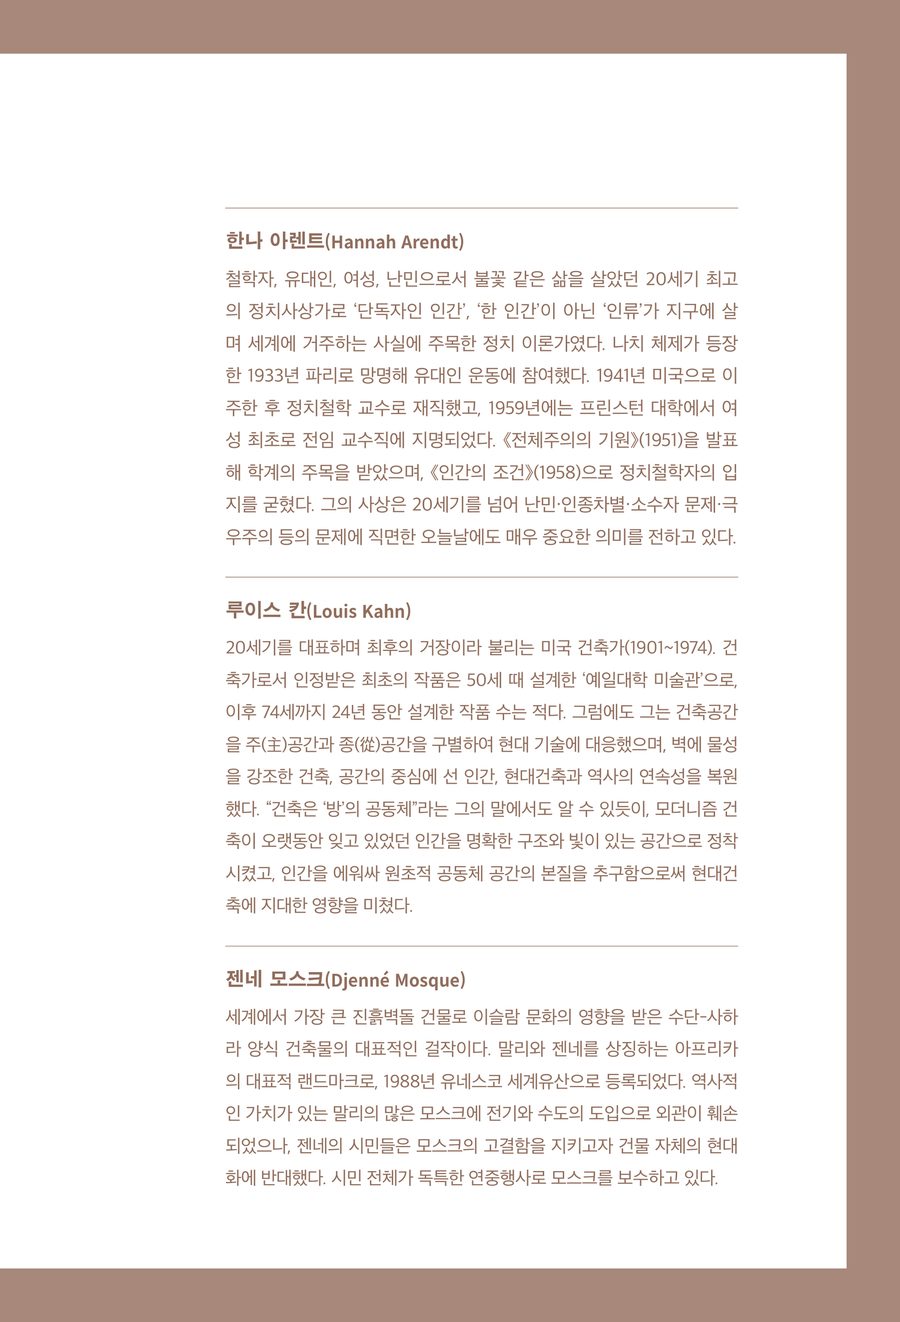 한나 아렌트(Hannah Arendt)
철학자, 유대인, 여성, 난민으로서 불꽃 같은 삶을 살았던 20세기 최고
의 정치사상가로 ‘단독자인 인간’, ‘한 인간’이 아닌 ‘인류’가 지구에 살
며 세계에 거주하는 사실에 주목한 정치 이론가였다. 나치 체제가 등장
한 1933년 파리로 망명해 유대인 운동에 참여했다. 1941년 미국으로 이
주한 후 정치철학 교수로 재직했고, 1959년에는 프린스턴 대학에서 여
성 최초로 전임 교수직에 지명되었다. 《전체주의의 기원》(1951)을 발표
해 학계의 주목을 받았으며, 《인간의 조건》(1958)으로 정치철학자의 입
지를 굳혔다. 그의 사상은 20세기를 넘어 난민·인종차별·소수자 문제·극
우주의 등의 문제에 직면한 오늘날에도 매우 중요한 의미를 전하고 있다.
루이스 칸(Louis Kahn)
20세기를 대표하며 최후의 거장이라 불리는 미국 건축가(1901~1974). 건
축가로서 인정받은 최초의 작품은 50세 때 설계한 ‘예일대학 미술관’으로,
이후 74세까지 24년 동안 설계한 작품 수는 적다. 그럼에도 그는 건축공간
을 주(主)공간과 종(從)공간을 구별하여 현대 기술에 대응했으며, 벽에 물성
을 강조한 건축, 공간의 중심에 선 인간, 현대건축과 역사의 연속성을 복원
했다. “건축은 ‘방’의 공동체”라는 그의 말에서도 알 수 있듯이, 모더니즘 건
축이 오랫동안 잊고 있었던 인간을 명확한 구조와 빛이 있는 공간으로 정착
시켰고, 인간을 에워싸 원초적 공동체 공간의 본질을 추구함으로써 현대건
축에 지대한 영향을 미쳤다.
젠네 모스크(Djenné Mosque)
세계에서 가장 큰 진흙벽돌 건물로 이슬람 문화의 영향을 받은 수단-사하
라 양식 건축물의 대표적인 걸작이다. 말리와 젠네를 상징하는 아프리카
의 대표적 랜드마크로, 1988년 유네스코 세계유산으로 등록되었다. 역사적
인 가치가 있는 말리의 많은 모스크에 전기와 수도의 도입으로 외관이 훼손
되었으나, 젠네의 시민들은 모스크의 고결함을 지키고자 건물 자체의 현대
화에 반대했다. 시민 전체가 독특한 연중행사로 모스크를 보수하고 있다.